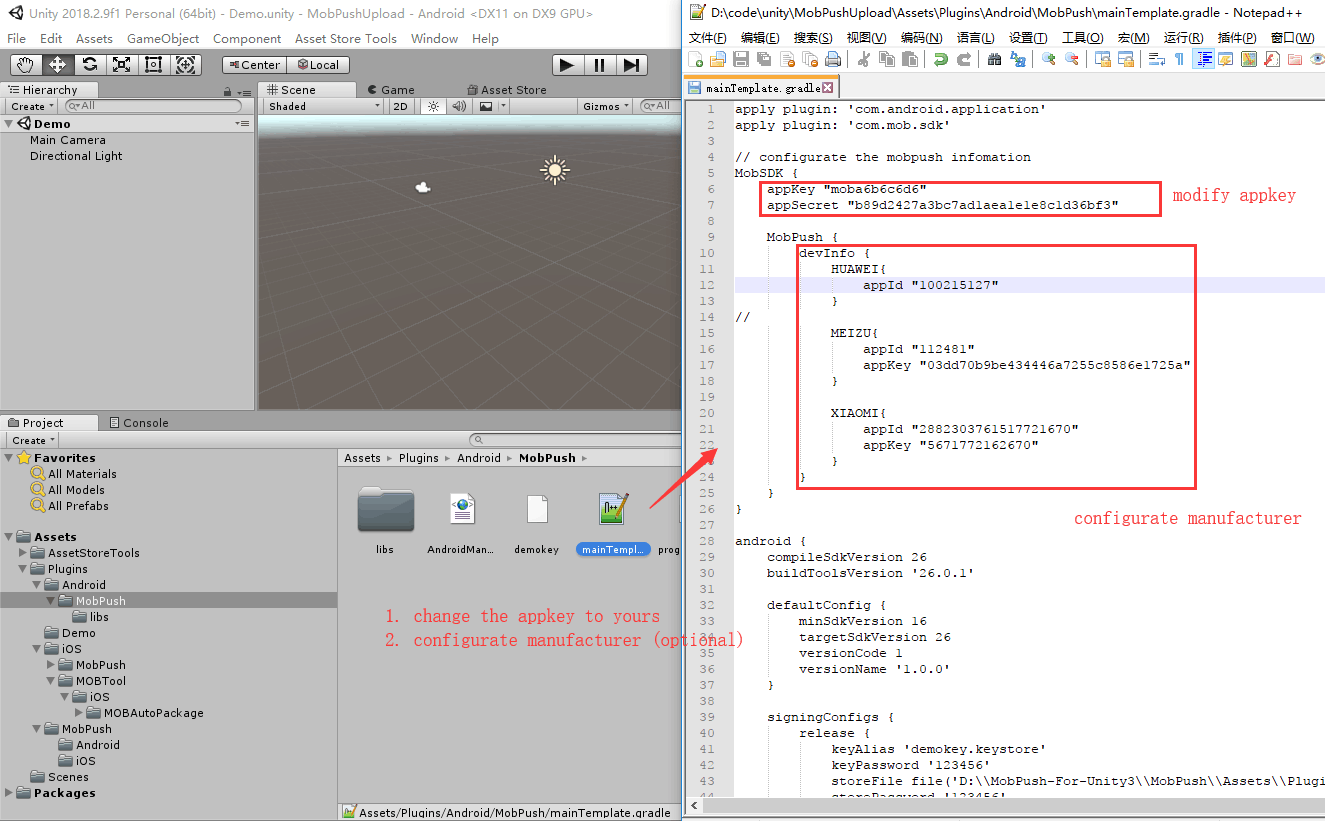 Unity 2018.2.9f1 Personal (64bit) - Demo.unity - MobPushUpload - Android <DX11 on DX9 GPU>
File Edit Assets GameObject Component Asset Store Tools Window Help
Center Local
Hierarchy
Create All
Demo
Main Camera
Directional Light
Scene Game Asset Store
Shaded 2D Gizmos All
Project Console
Create
Favorites
All Materials
All Models
All Prefabs
Assets
AssetStoreTools
Plugins
Android
MobPush
libs
Demo
iOS
MobPush
MOBTool
iOS
MOBAutoPackage
MobPush
Android
iOS
Scenes
Packages
Assets Plugins Android MobPush
libs AndroidMan... demokey mainTempl... prog
1. change the appkey to yours
2. configurate manufacturer (optional)
Assets/Plugins/Android/MobPush/mainTemplate.gradle
D:\code\unity\MobPushUpload\Assets\Plugins\Android\MobPush\mainTemplate.gradle - Notepad++
文件(F) 编辑(E) 搜索(S) 视图(V) 编码(N) 语言(L) 设置(T) 工具(O) 宏(M) 运行(R) 插件(P) 窗口(W)
mainTemplate.gradle
1 apply plugin: 'com.android.application'
2 apply plugin: 'com.mob.sdk'
3
4 // configurate the mobpush infomation
5 MobSDK {
6 appKey "moba6b6c6d6"
7 appSecret "b89d2427a3bc7ad1aea1e1e8c1d36bf3"
modify appkey
8
9 MobPush {
10 devInfo {
11 HUAWEI{
12 appId "100215127"
13 }
14 //
15 MEIZU{
16 appId "112481"
17 appKey "03dd70b9be434446a7255c8586e1725a"
18 }
19
20 XIAOMI{
21 appId "2882303761517721670"
22 appKey "5671772162670"
}
24 }
25 }
26 }
configurate manufacturer
27
28 android {
29 compileSdkVersion 26
30 buildToolsVersion '26.0.1'
31
32 defaultConfig {
33 minSdkVersion 16
34 targetSdkVersion 26
35 versionCode 1
36 versionName '1.0.0'
37 }
38
39 signingConfigs {
40 release {
41 keyAlias 'demokey.keystore'
42 keyPassword '123456'
43 storeFile file('D:\\MobPush-For-Unity3\\MobPush\\Assets\\Plugi
44 storePassword '123456'